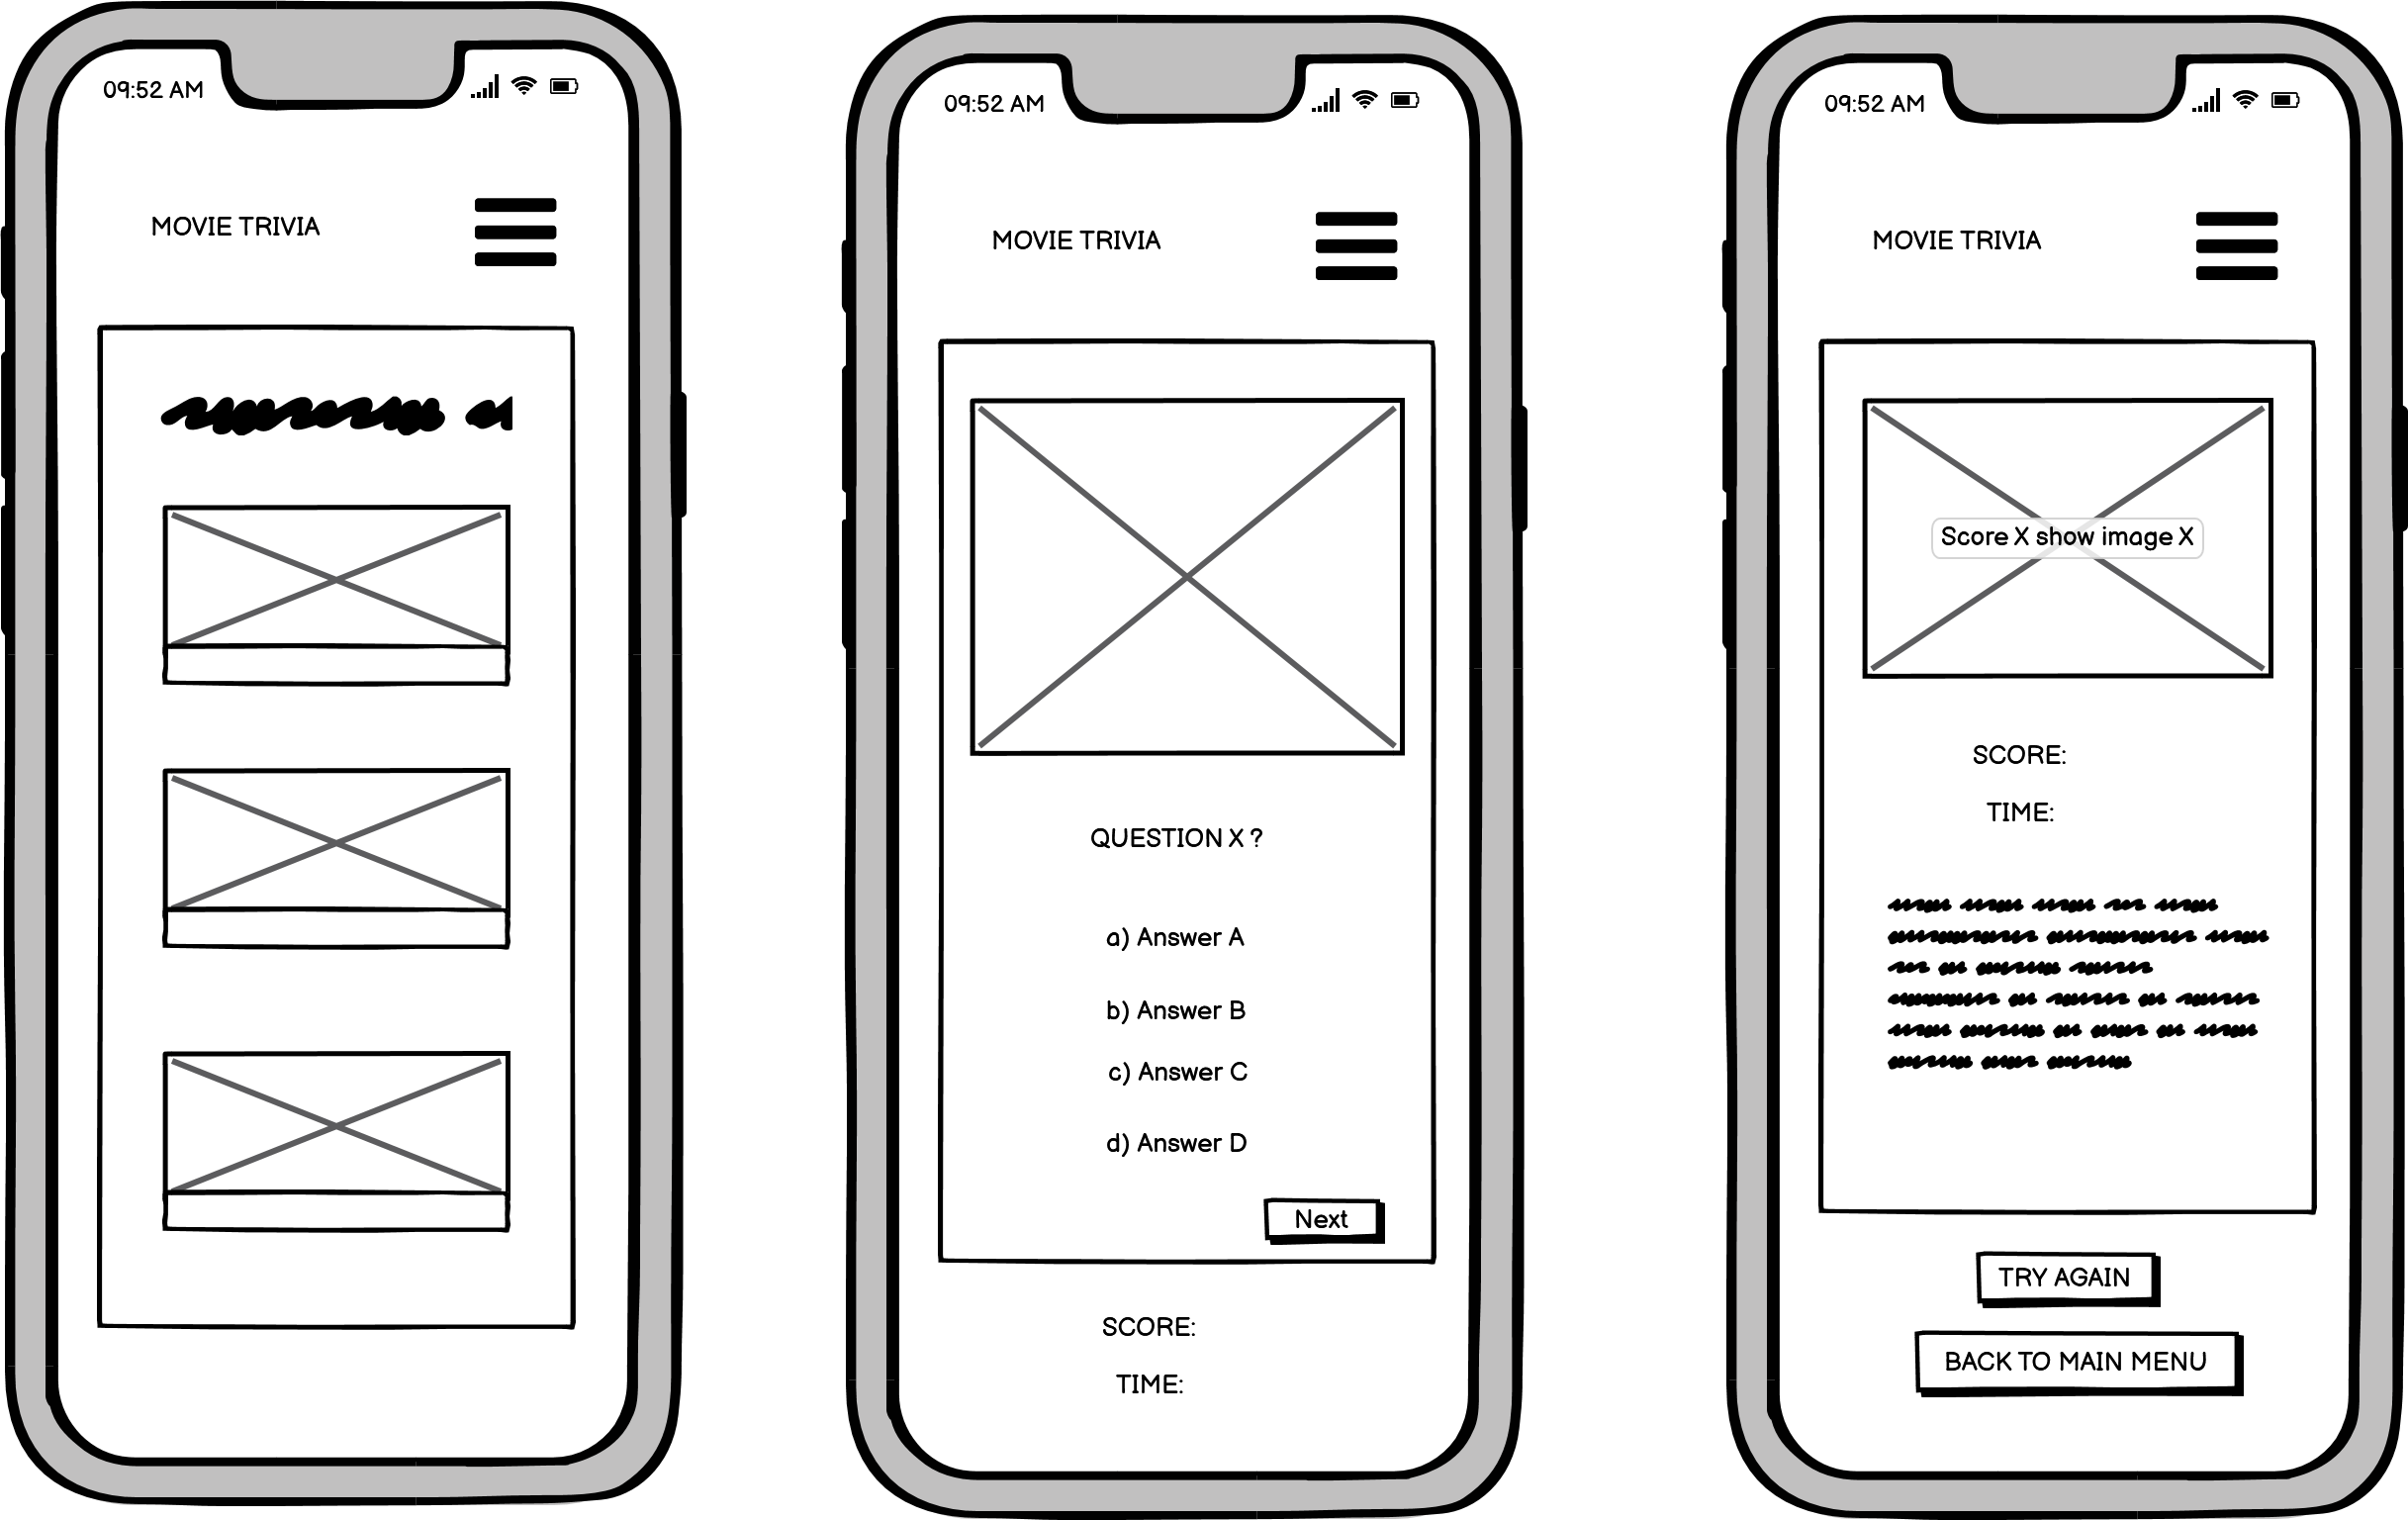 09:52 AM
MOVIE TRIVIA
09:52 AM
MOVIE TRIVIA
QUESTION X ?
a) Answer A
b) Answer B
c) Answer C
d) Answer D
Next
SCORE:
TIME:
09:52 AM
MOVIE TRIVIA
Score X show image X
SCORE:
TIME:
TRY AGAIN
BACK TO MAIN MENU